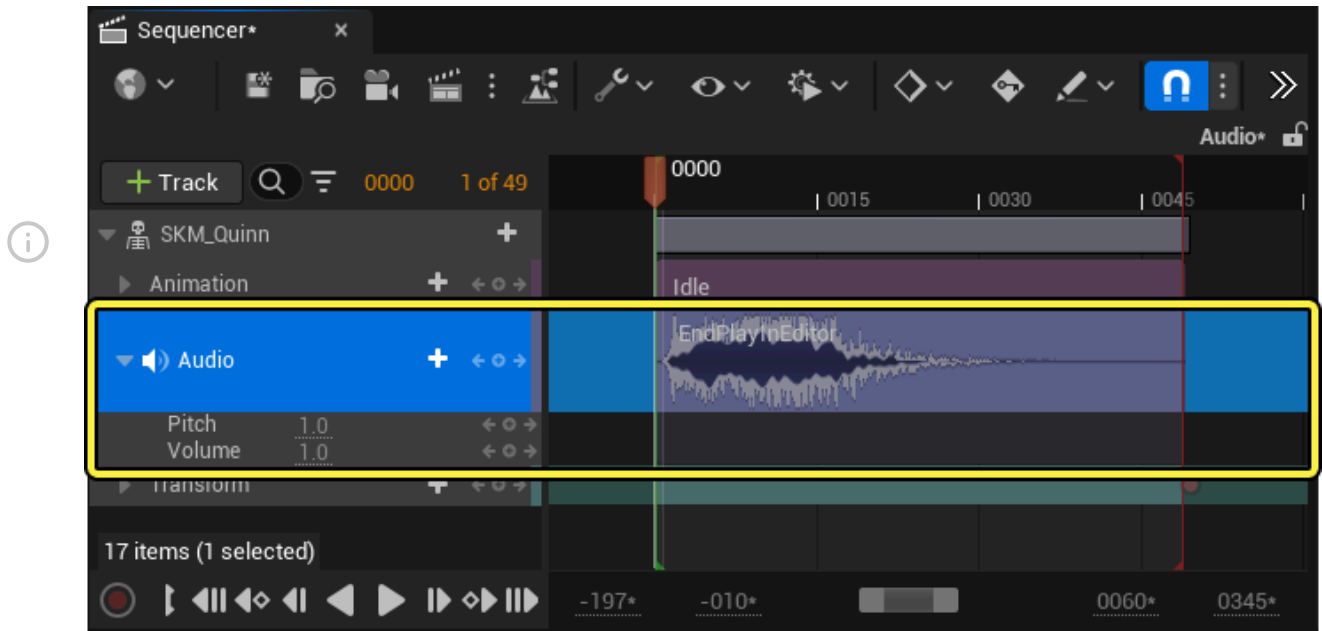 Sequencer*
Audio*
Track 0000 1 of 49
0000
0015 0030 0045
SKM_Quinn
Animation
Idle
Audio
EndPlayInEditor
Pitch 1.0
Volume 1.0
Transform
17 items (1 selected)
-197* -010* 0060* 0345*